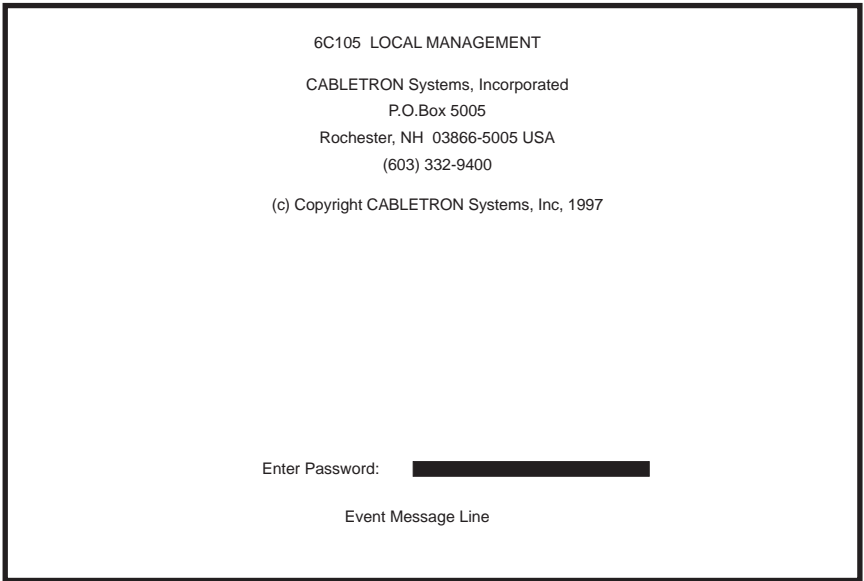 6C105 LOCAL MANAGEMENT
CABLETRON Systems, Incorporated
P.O.Box 5005
Rochester, NH 03866-5005 USA
(603) 332-9400
(c) Copyright CABLETRON Systems, Inc, 1997
Enter Password:
Event Message Line